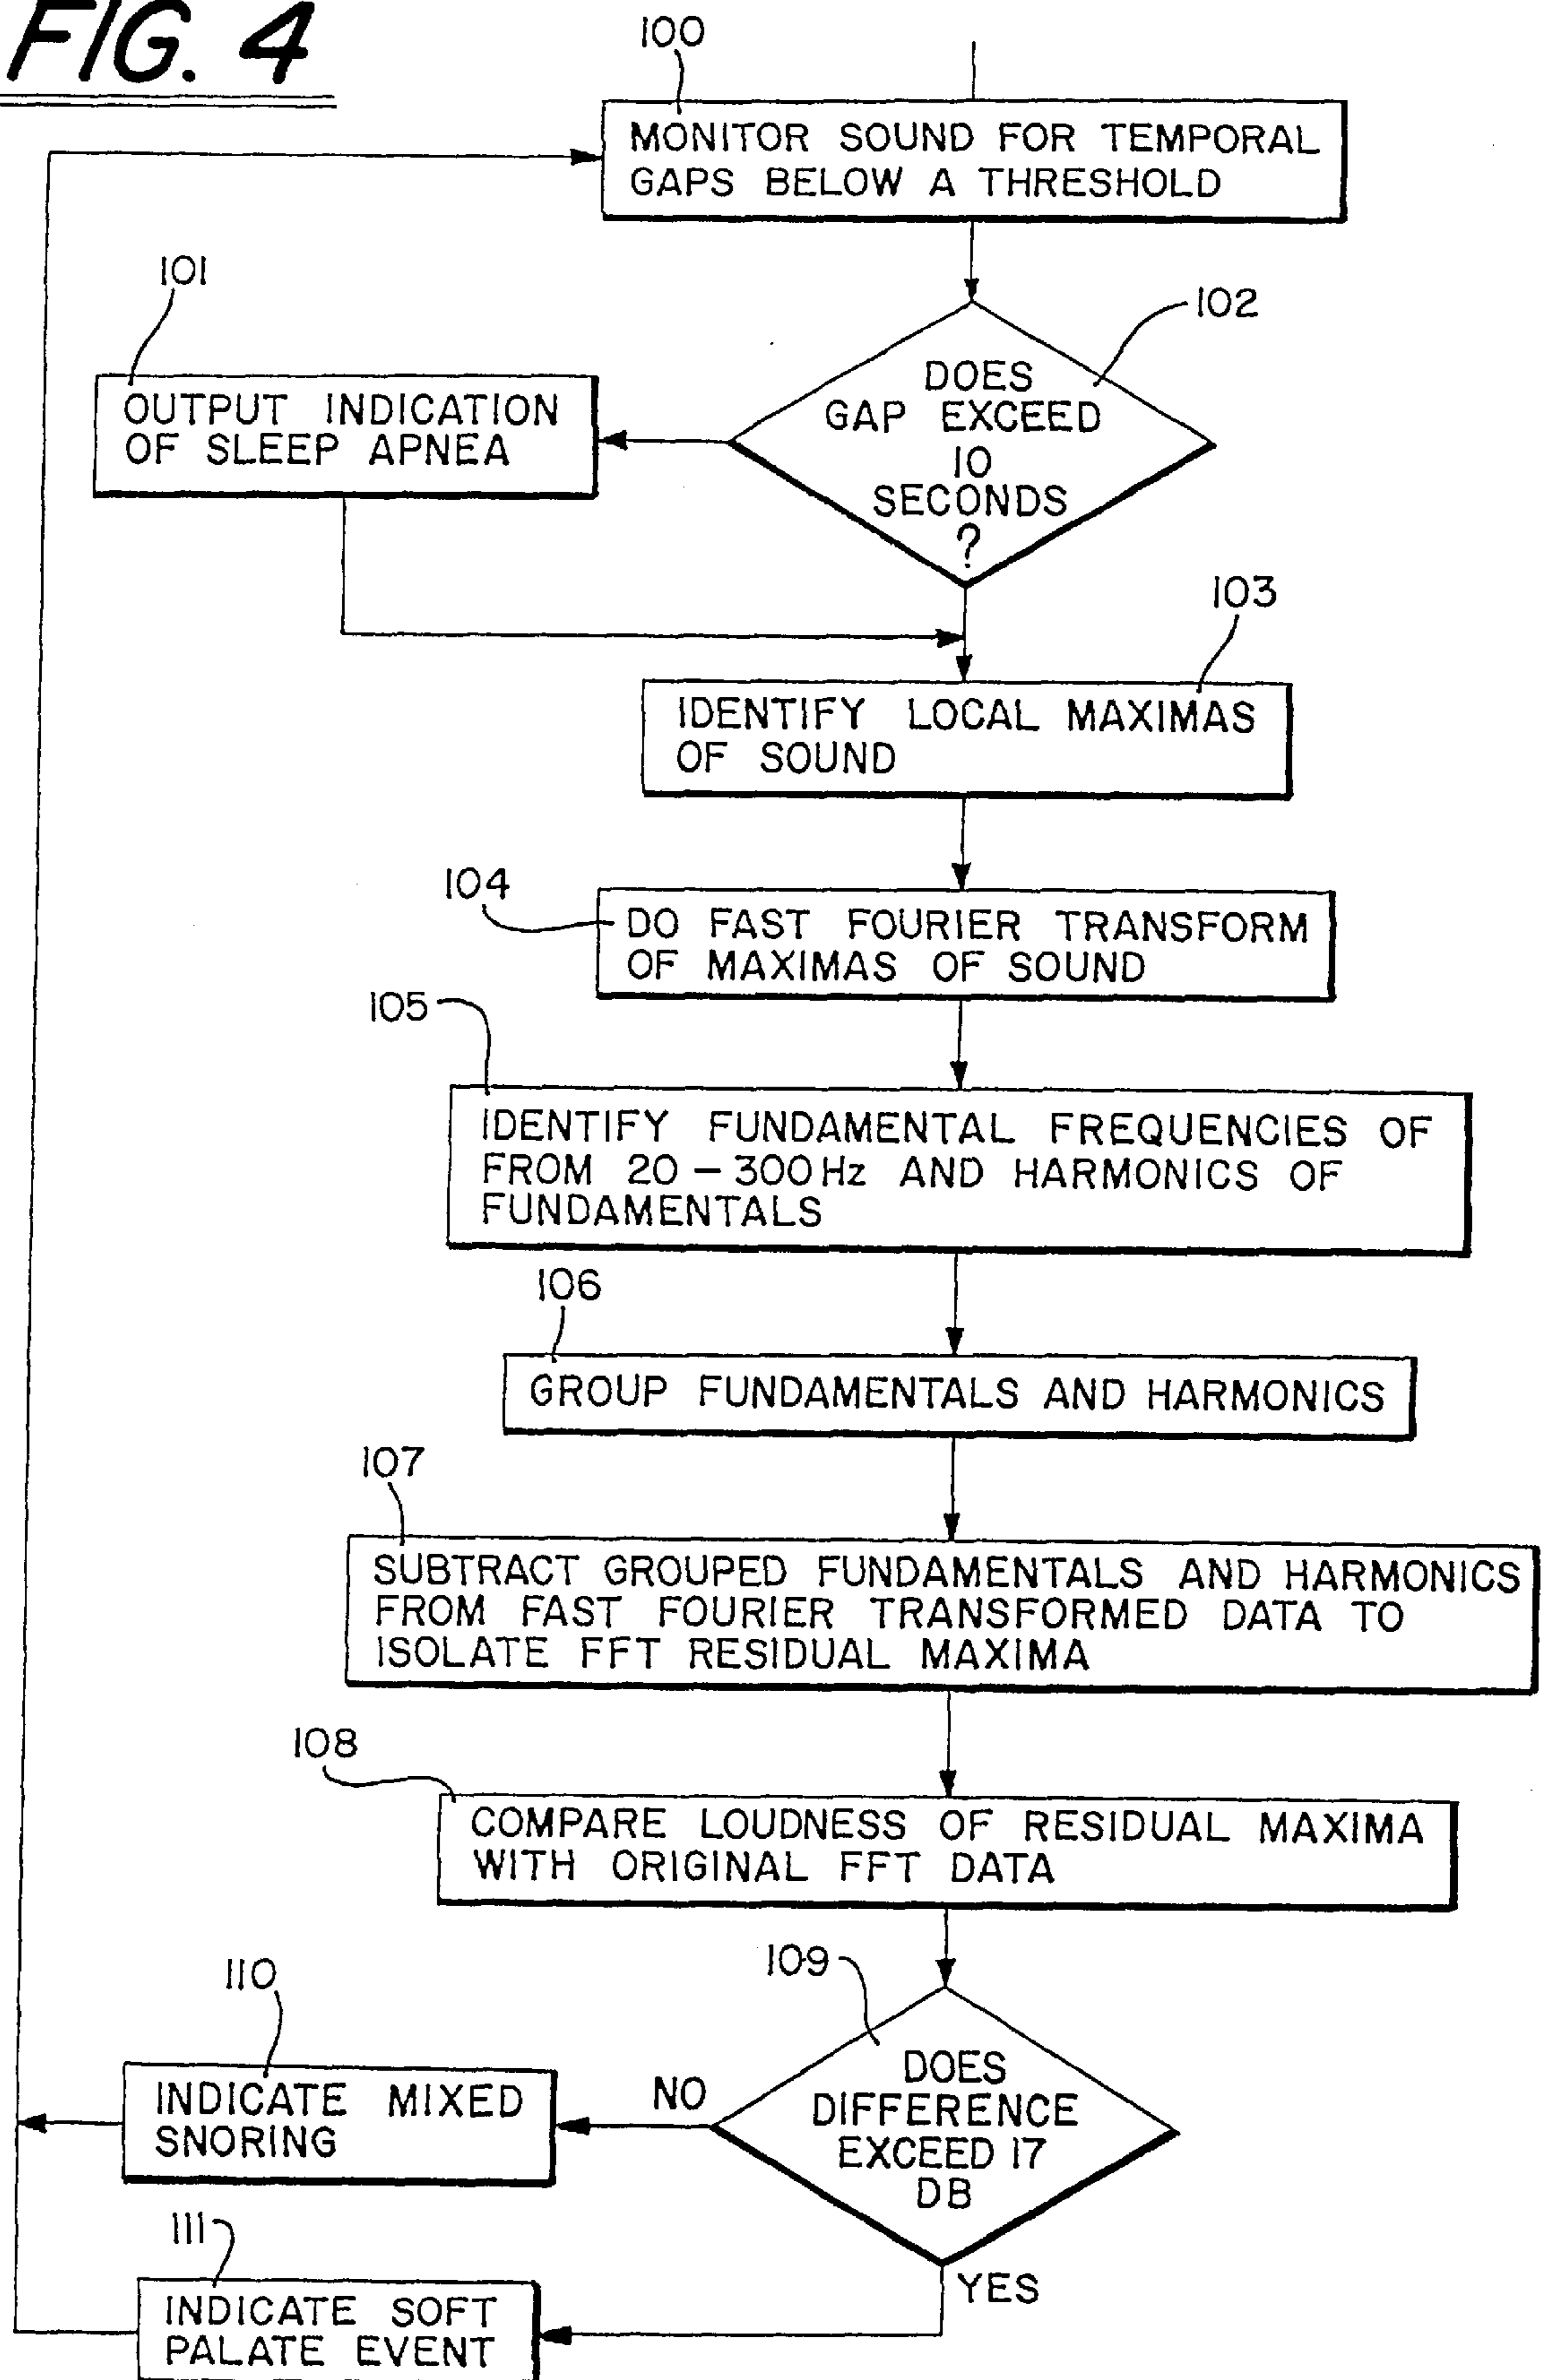 FIG. 4
100
MONITOR SOUND FOR TEMPORAL
GAPS BELOW A THRESHOLD
101
OUTPUT INDICATION
OF SLEEP APNEA
102
DOES
GAP EXCEED
10
SECONDS
?
103
IDENTIFY LOCAL MAXIMAS
OF SOUND
104
DO FAST FOURIER TRANSFORM
OF MAXIMAS OF SOUND
105
IDENTIFY FUNDAMENTAL FREQUENCIES OF
FROM 20 – 300 Hz AND HARMONICS OF
FUNDAMENTALS
106
GROUP FUNDAMENTALS AND HARMONICS
107
SUBTRACT GROUPED FUNDAMENTALS AND HARMONICS
FROM FAST FOURIER TRANSFORMED DATA TO
ISOLATE FFT RESIDUAL MAXIMA
108
COMPARE LOUDNESS OF RESIDUAL MAXIMA
WITH ORIGINAL FFT DATA
109
DOES
DIFFERENCE
EXCEED 17
DB
NO
110
INDICATE MIXED
SNORING
YES
111
INDICATE SOFT
PALATE EVENT